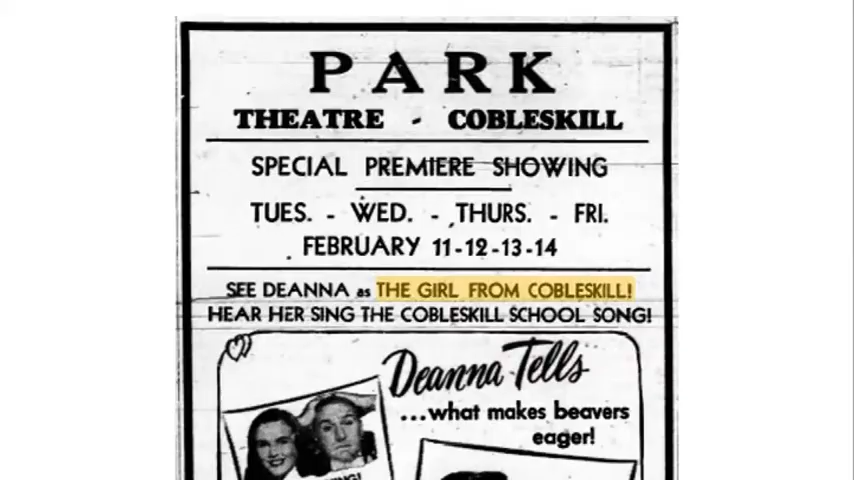 PARK
THEATRE - COBLESKILL
SPECIAL PREMIERE SHOWING
TUES. - WED. - THURS. - FRI.
FEBRUARY 11-12-13-14
SEE DEANNA as THE GIRL FROM COBLESKILL!
HEAR HER SING THE COBLESKILL SCHOOL SONG!
Deanna Tells
...what makes beavers
eager!